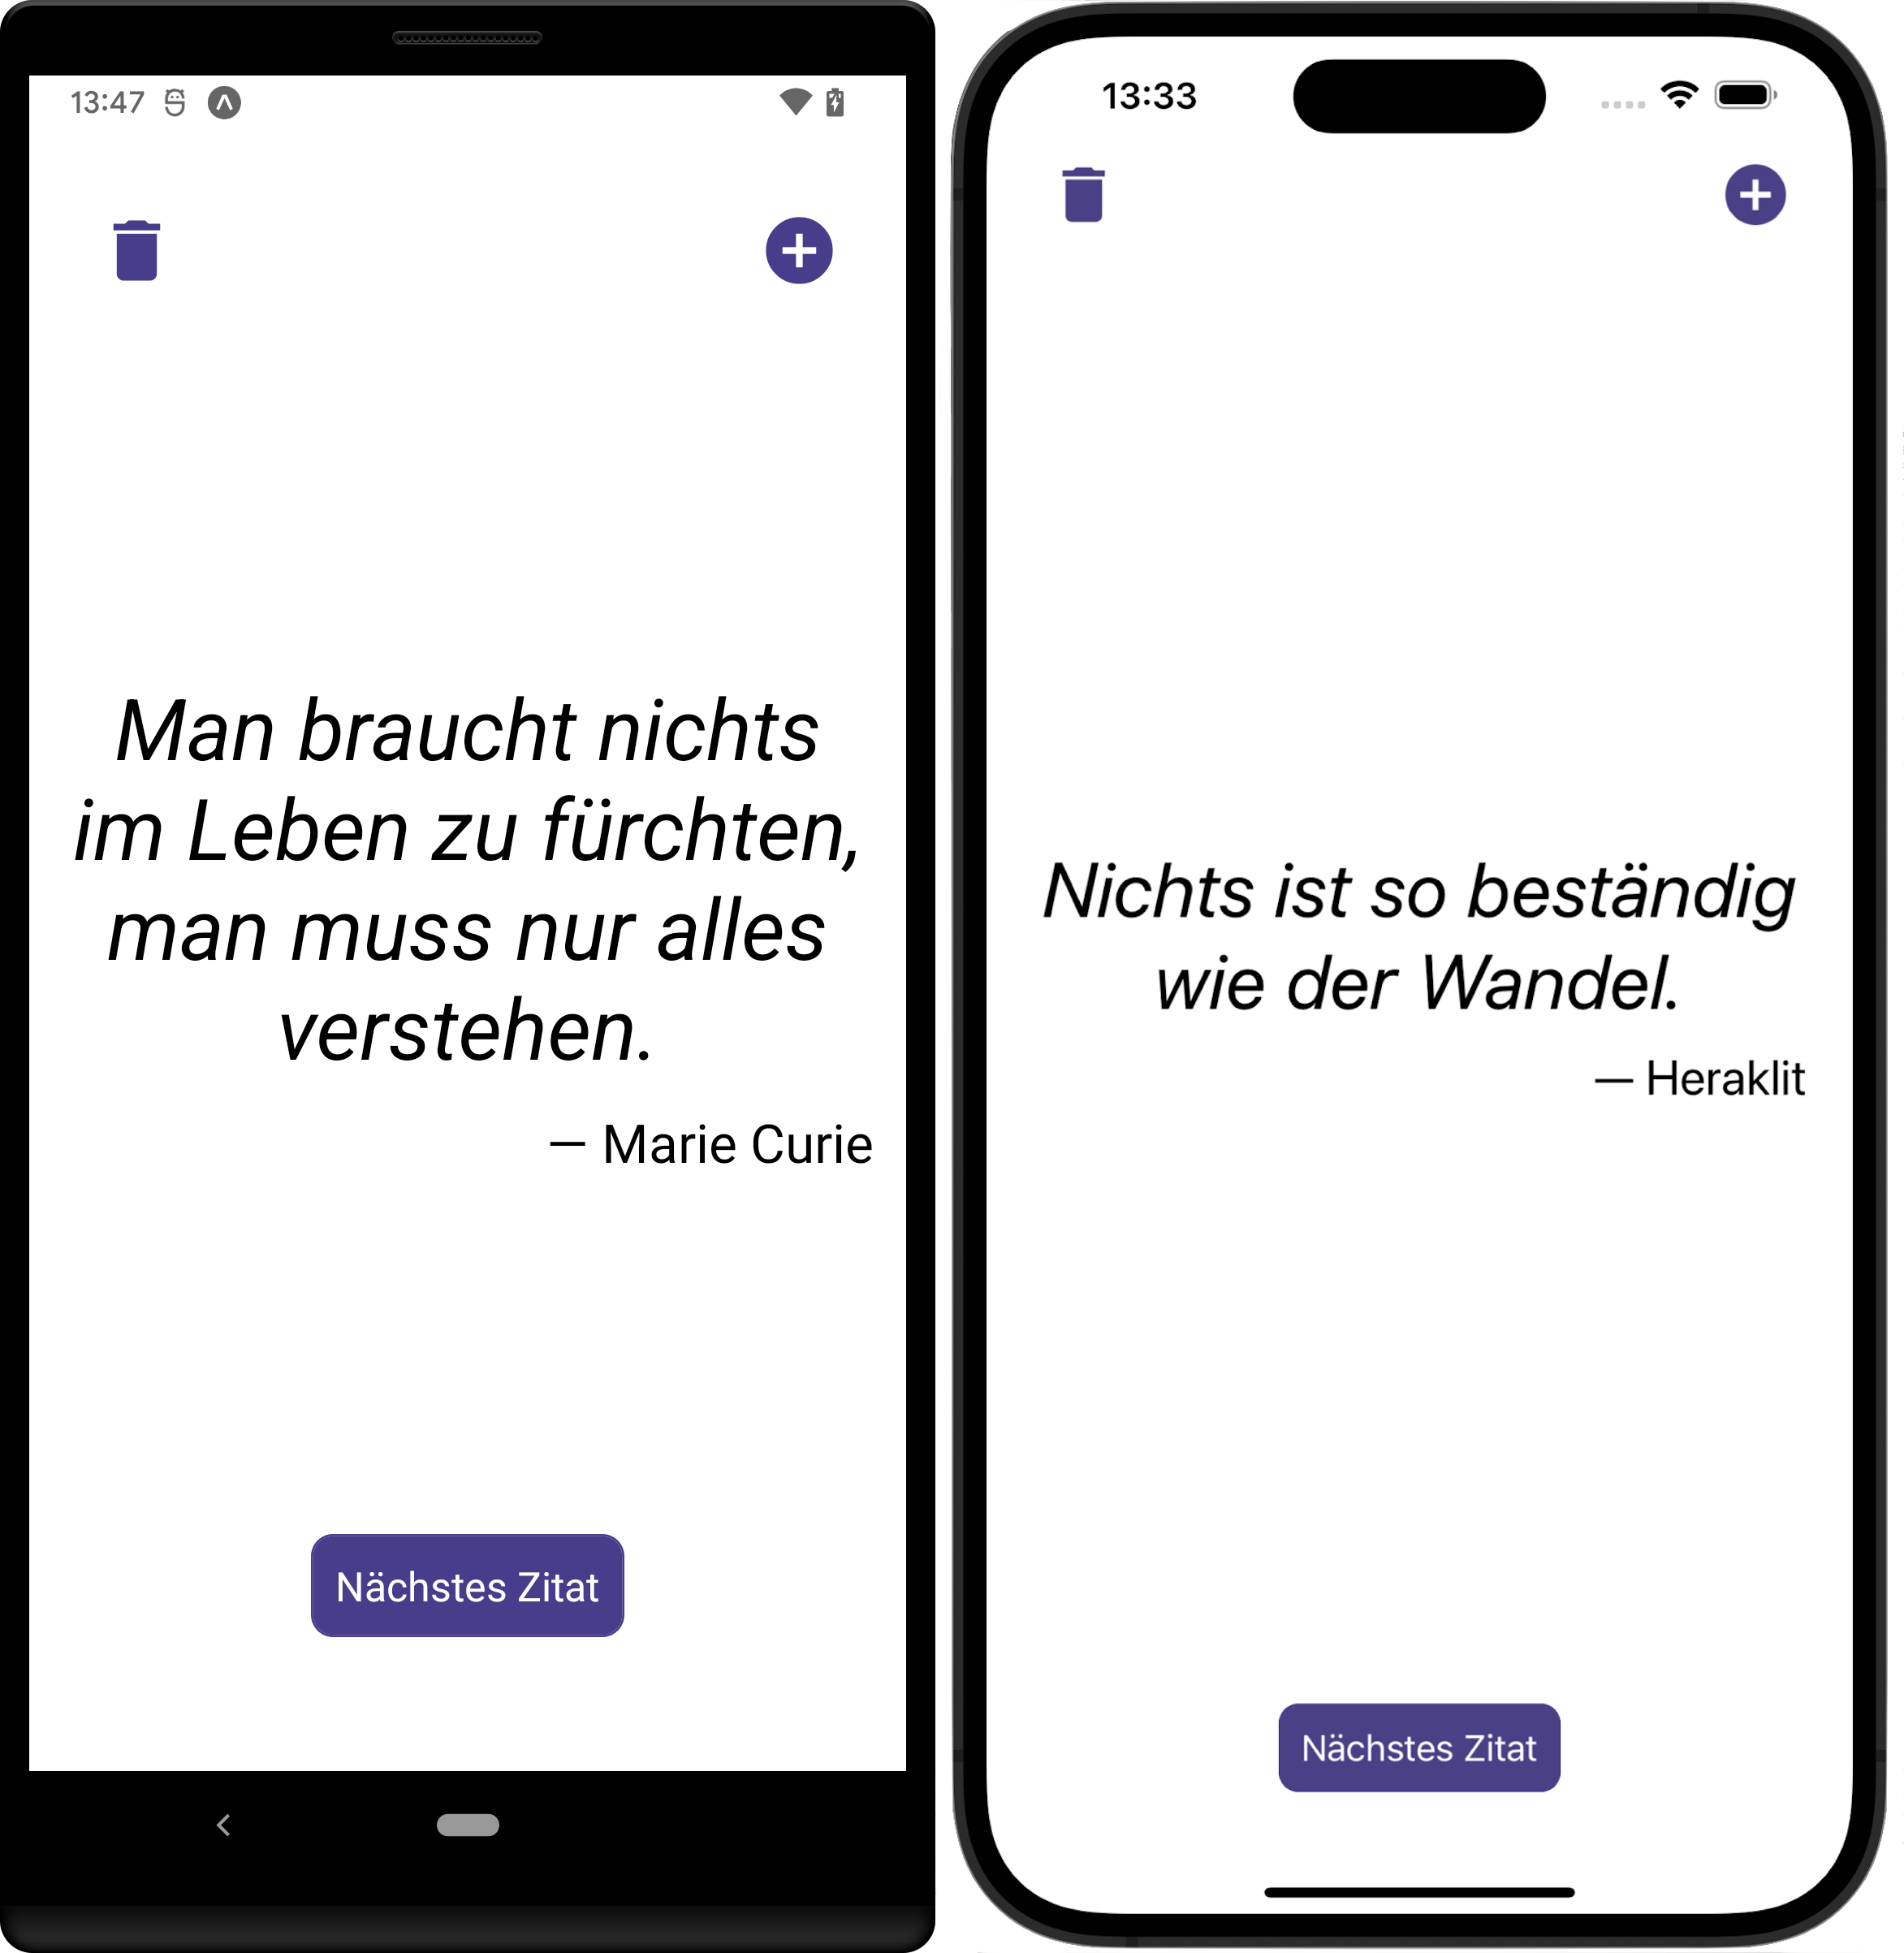 13:47
Man braucht nichts
im Leben zu fürchten,
man muss nur alles
verstehen.
— Marie Curie
Nächstes Zitat
13:33
Nichts ist so beständig
wie der Wandel.
— Heraklit
Nächstes Zitat